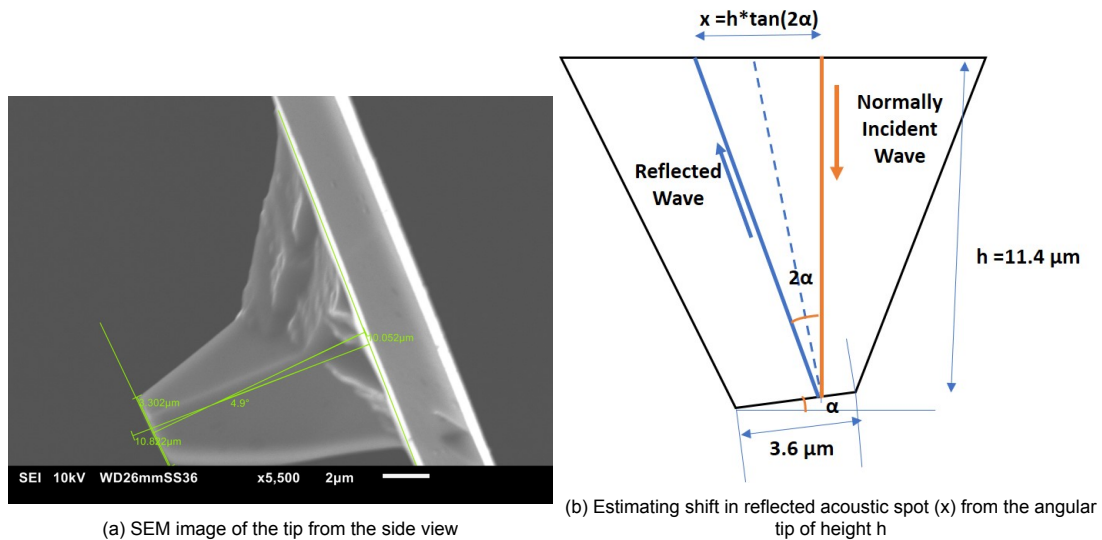 3.302µm
4.9°
10.822µm
0.052µm
SEI 10kV WD26mmSS36 x5,500 2µm
(a) SEM image of the tip from the side view
x =h*tan(2α)
Normally
Incident
Wave
Reflected
Wave
2α
h =11.4 µm
α
3.6 µm
(b) Estimating shift in reflected acoustic spot (x) from the angular
tip of height h